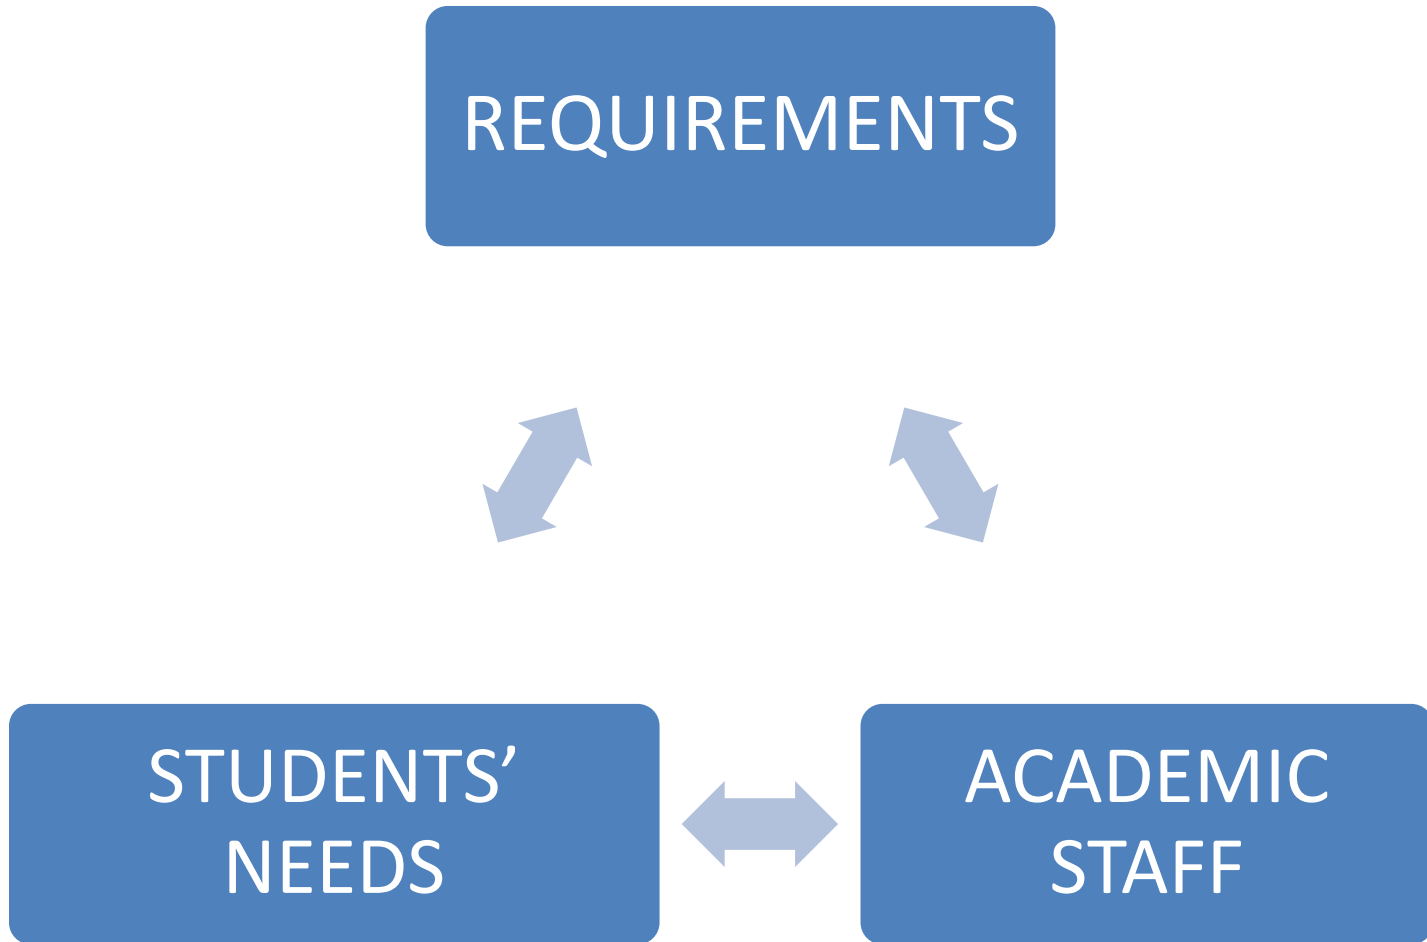 REQUIREMENTS
STUDENTS’
NEEDS
ACADEMIC
STAFF